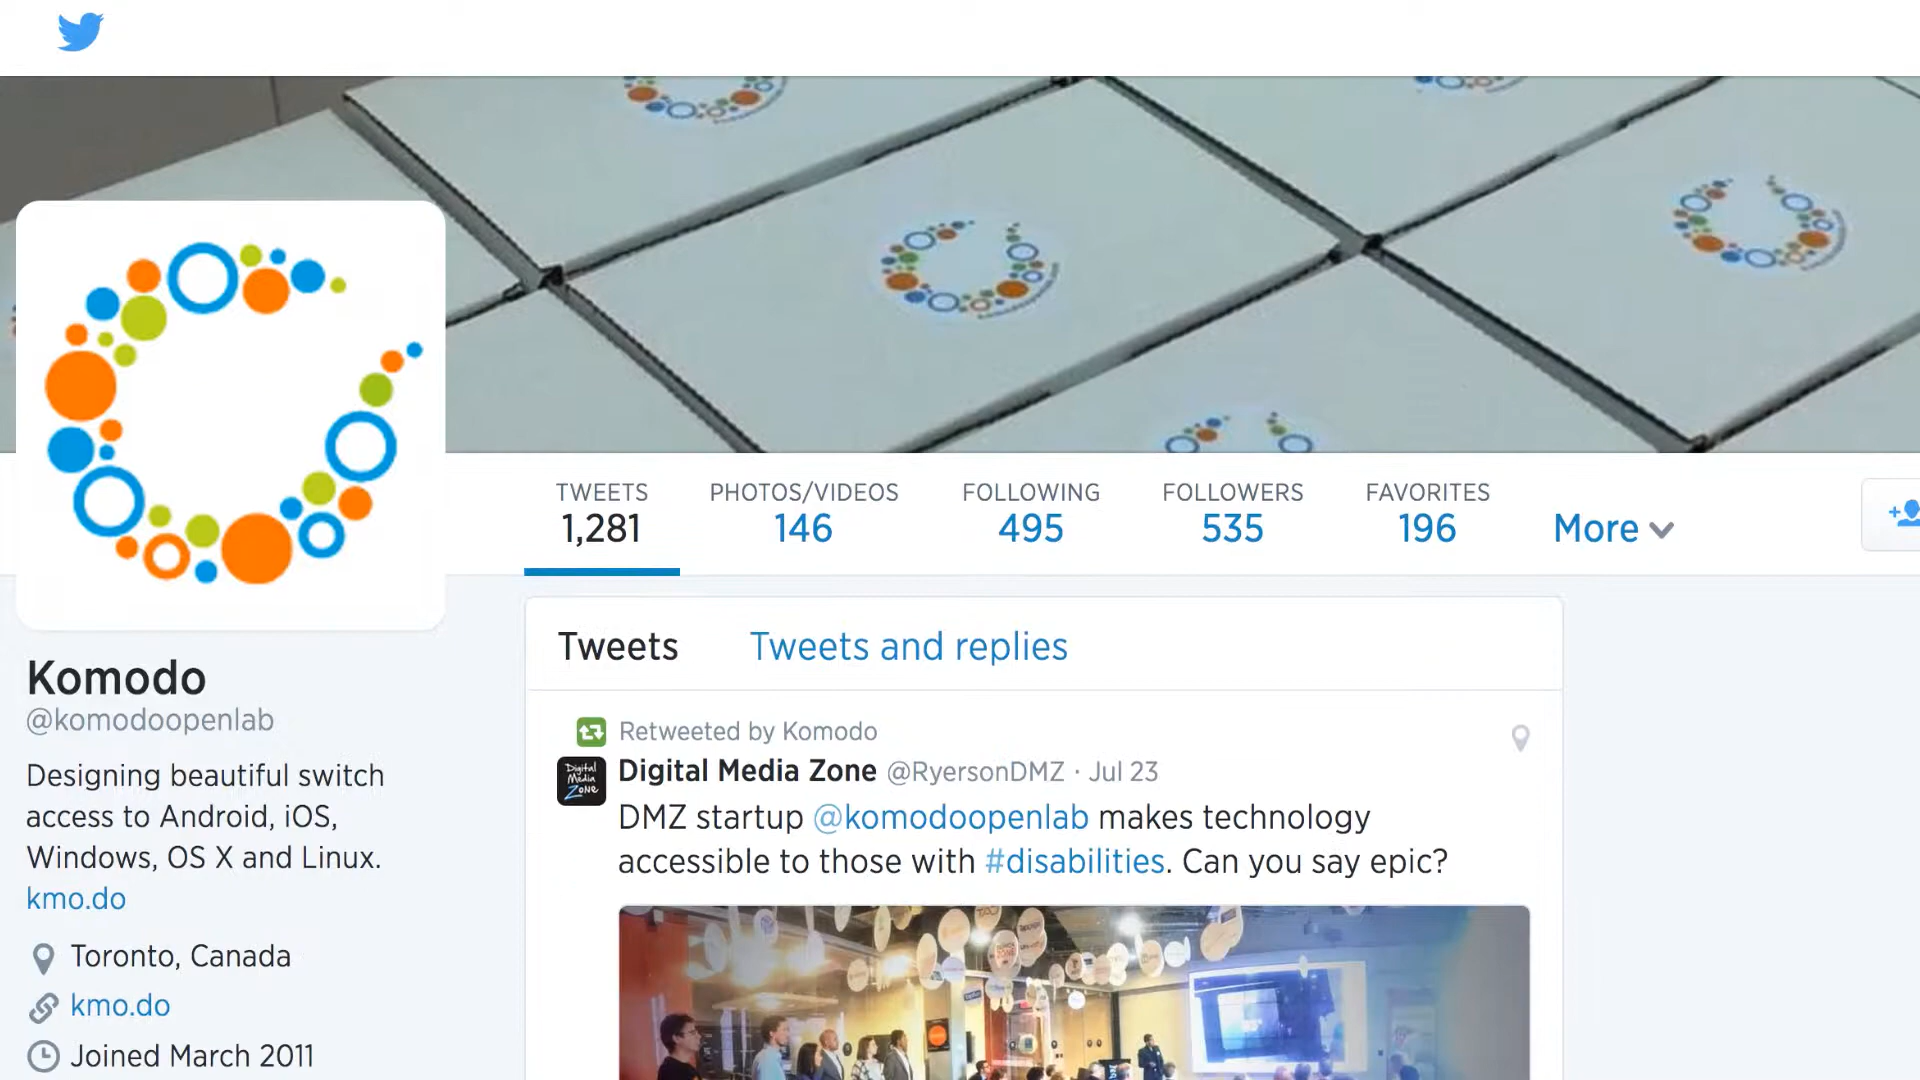 TWEETS
1,281
PHOTOS/VIDEOS
146
FOLLOWING
495
FOLLOWERS
535
FAVORITES
196
More
Komodo
@komodoopenlab
Designing beautiful switch
access to Android, iOS,
Windows, OS X and Linux.
kmo.do
Toronto, Canada
kmo.do
Joined March 2011
Tweets
Tweets and replies
Retweeted by Komodo
Digital
Media
Zone
Digital Media Zone @RyersonDMZ · Jul 23
DMZ startup @komodoopenlab makes technology
accessible to those with #disabilities. Can you say epic?